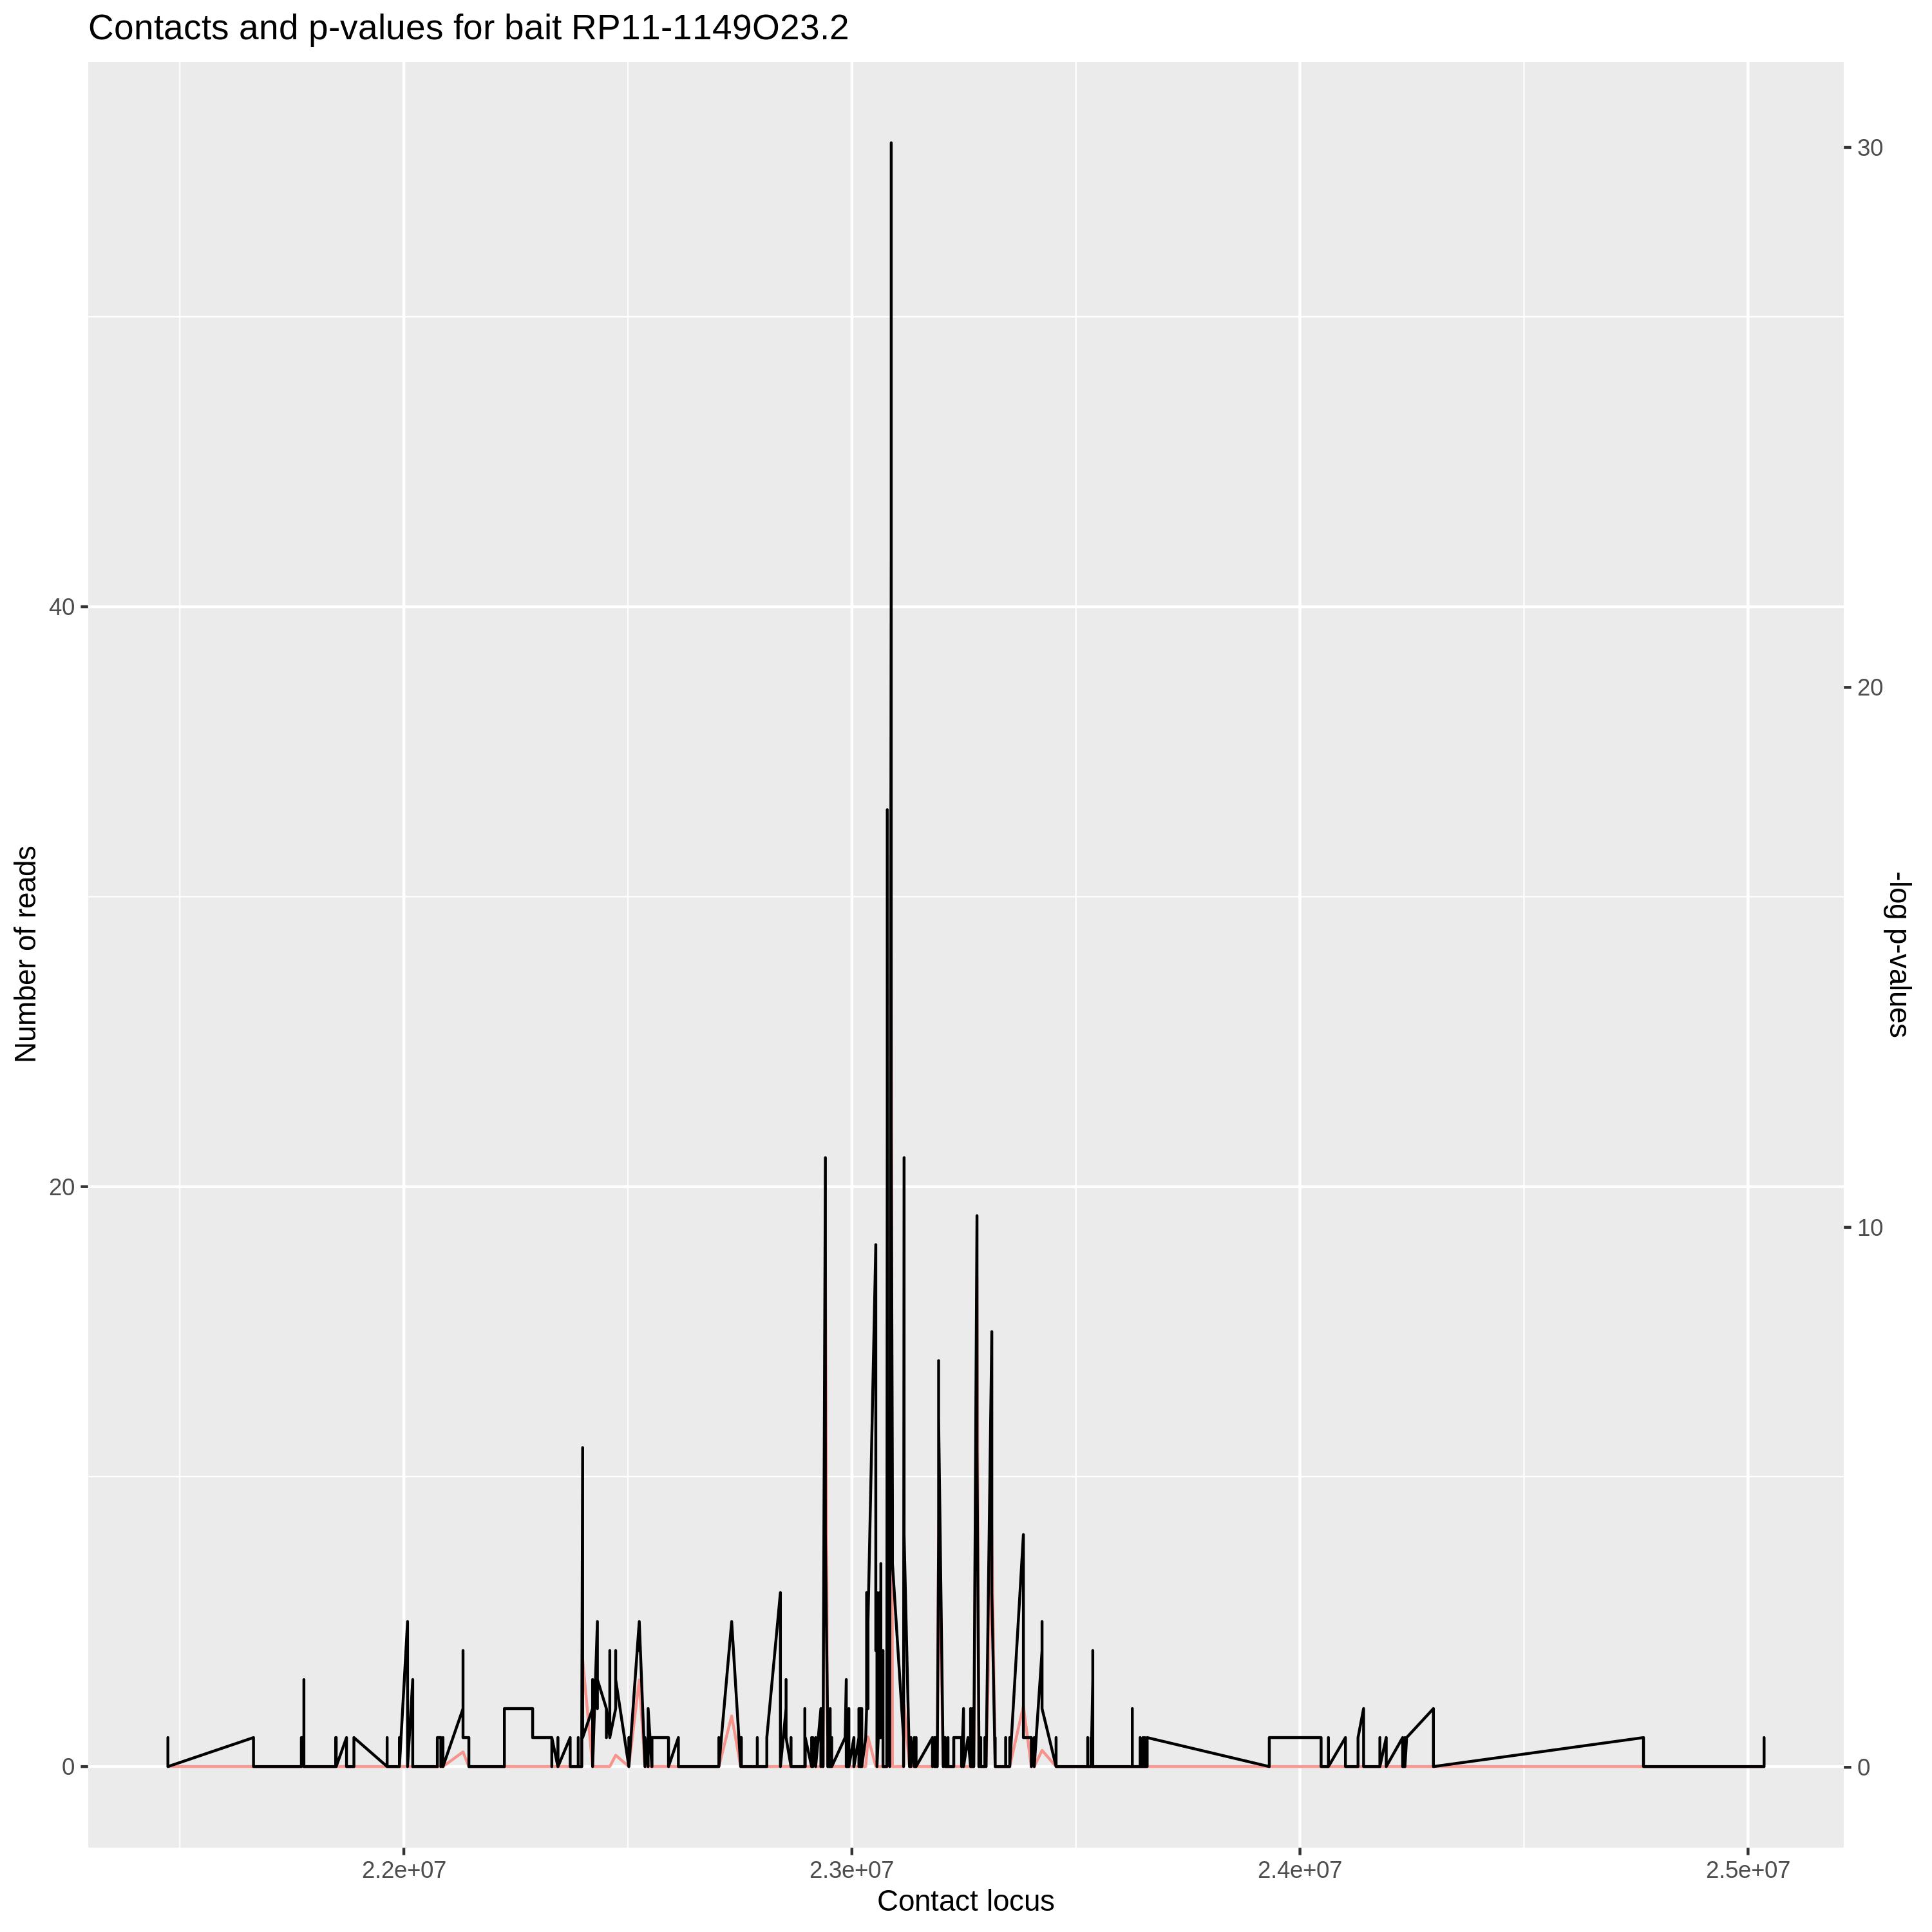 Contacts and p-values for bait RP11-1149O23.2
Number of reads
40
20
0
30
20
10
0
-log p-values
2.2e+07
2.3e+07
2.4e+07
2.5e+07
Contact locus